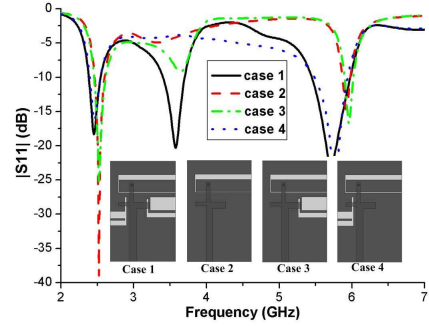 0
-5
-10
-15
-20
-25
-30
-35
-40
|S11| (dB)
case 1
case 2
case 3
case 4
Case 1 Case 2 Case 3 Case 4
2 3 4 5 6 7
Frequency (GHz)